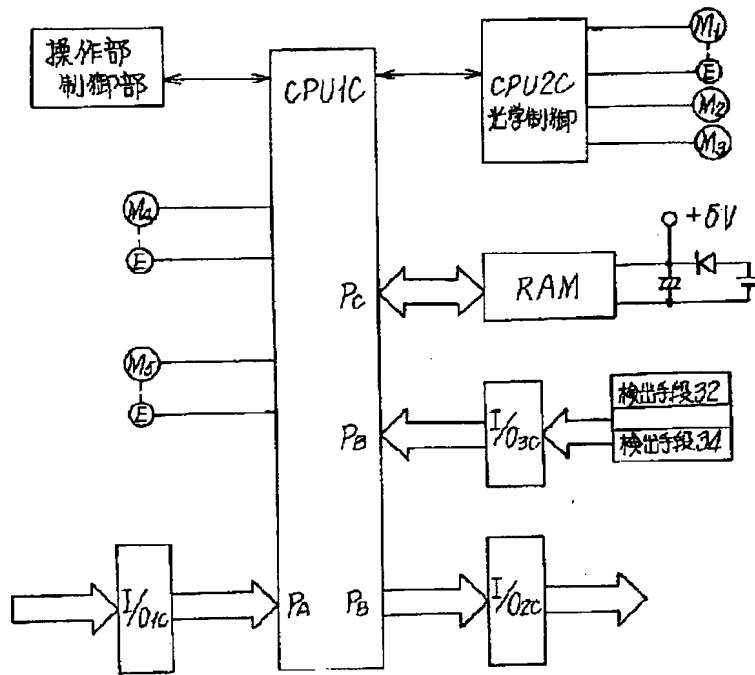 操作部
制御部
CPU1C
CPU2C
光学制御
M1
E
M2
M3
M4
E
M5
E
PC
RAM
+5V
PB
I/O3C
検出手段32
検出手段34
I/O1C
PA
PB
I/O2C